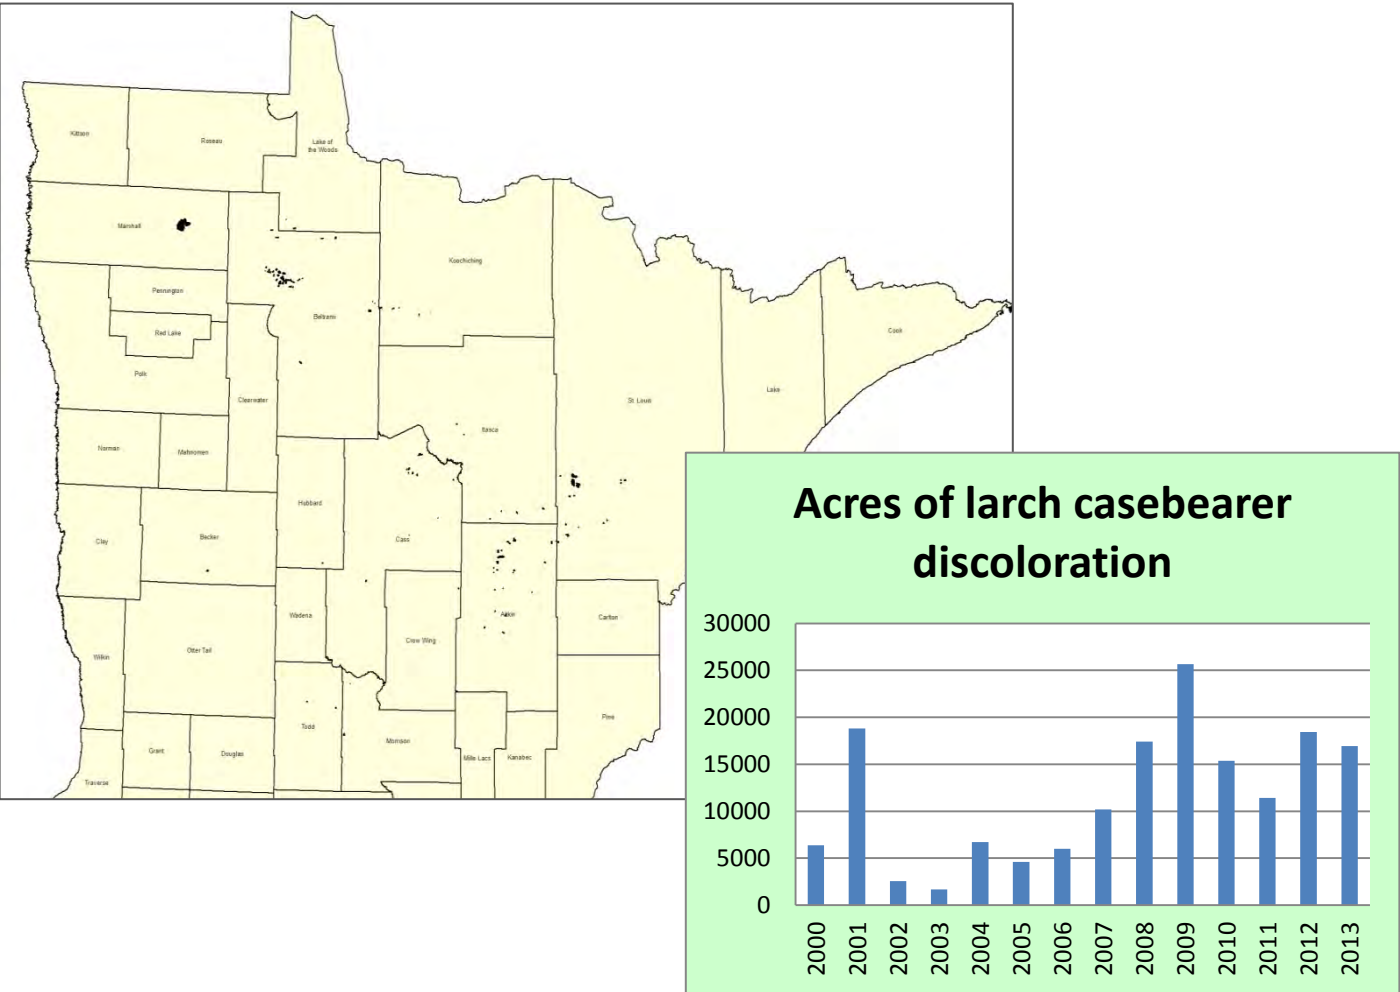 Kittson
Roseau
Lake of
the Woods
Marshall
Koochiching
Pennington
Beltrami
Red Lake
Cook
Polk
Lake
Clearwater
St. Louis
Itasca
Norman
Mahnomen
Hubbard
Clay
Becker
Cass
Wadena
Aitkin
Carlton
Crow Wing
Otter Tail
Wilkin
Pine
Todd
Morrison
Grant
Douglas
Mille Lacs
Kanabec
Traverse
Acres of larch casebearer
discoloration
30000
25000
20000
15000
10000
5000
0
2000 2001 2002 2003 2004 2005 2006 2007 2008 2009 2010 2011 2012 2013